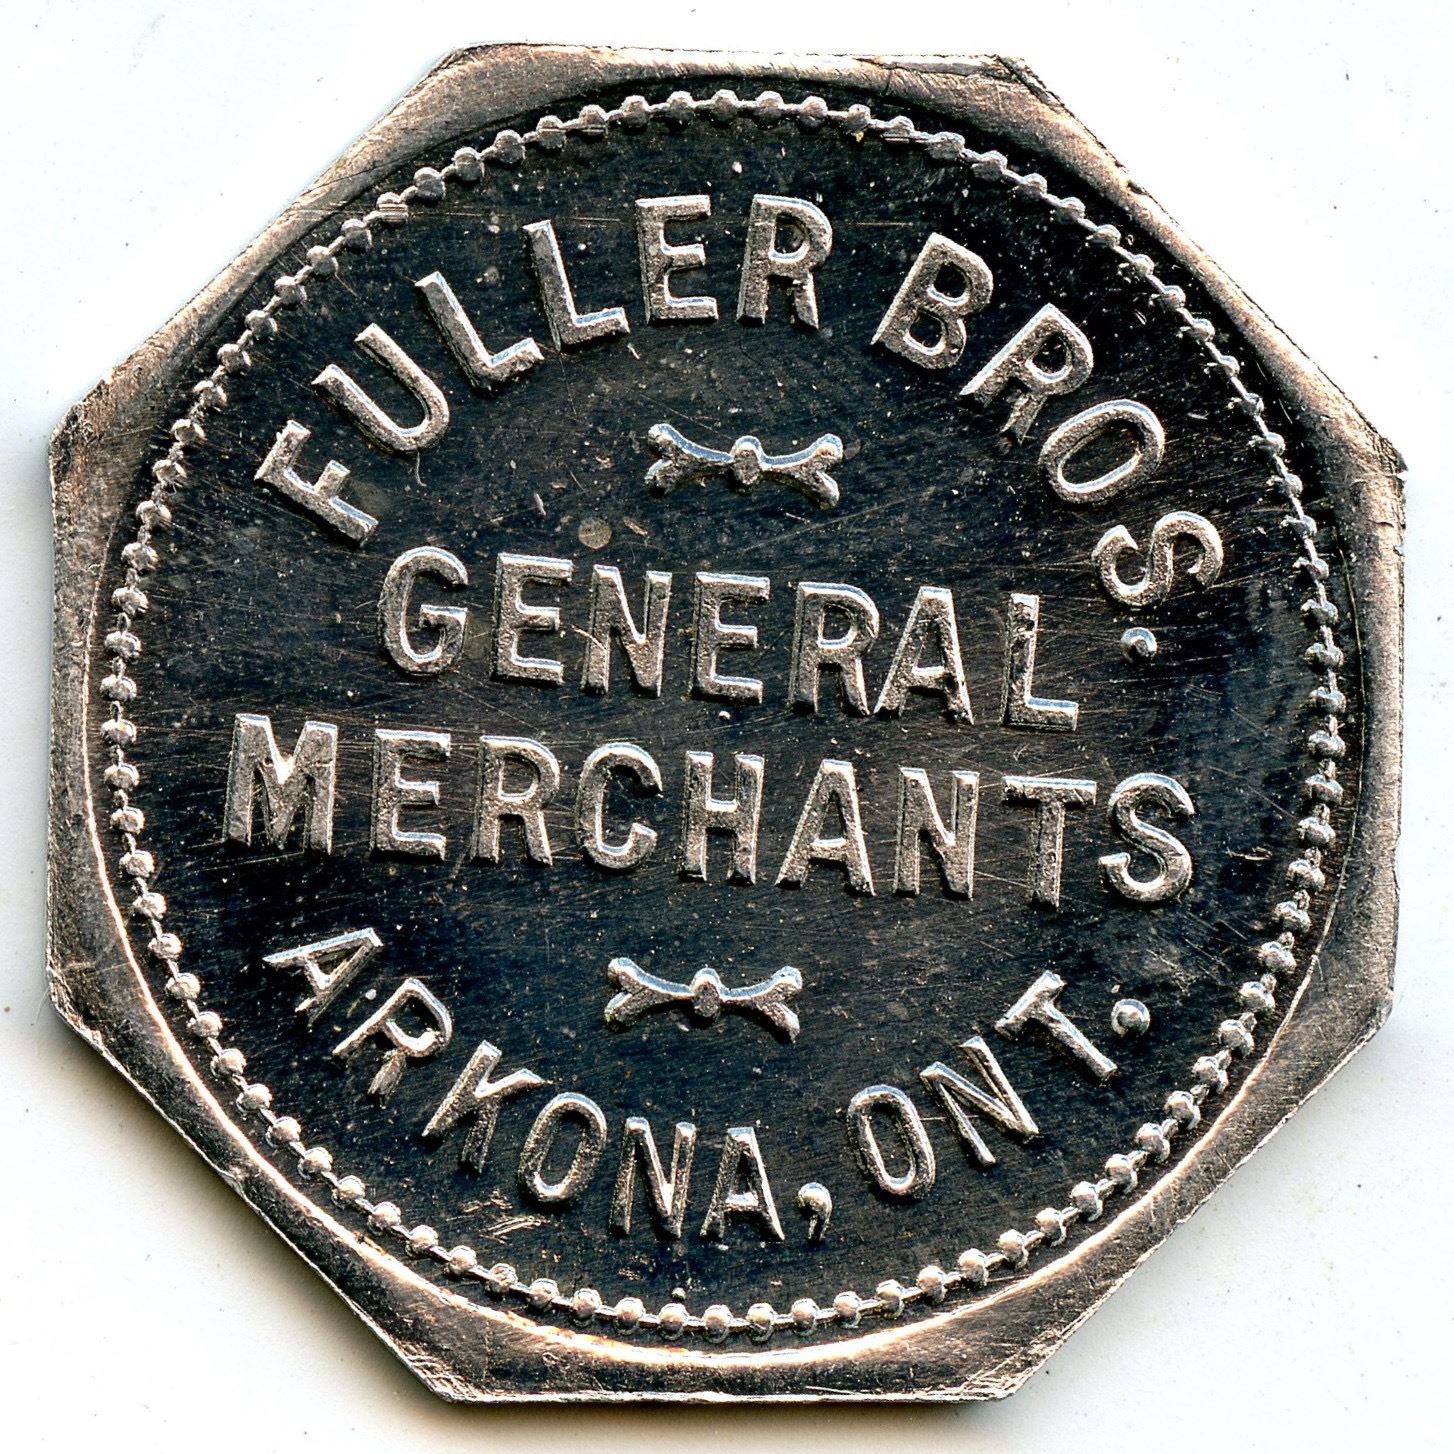 FULLER BROS.
GENERAL
MERCHANTS
ARKONA, ONT.